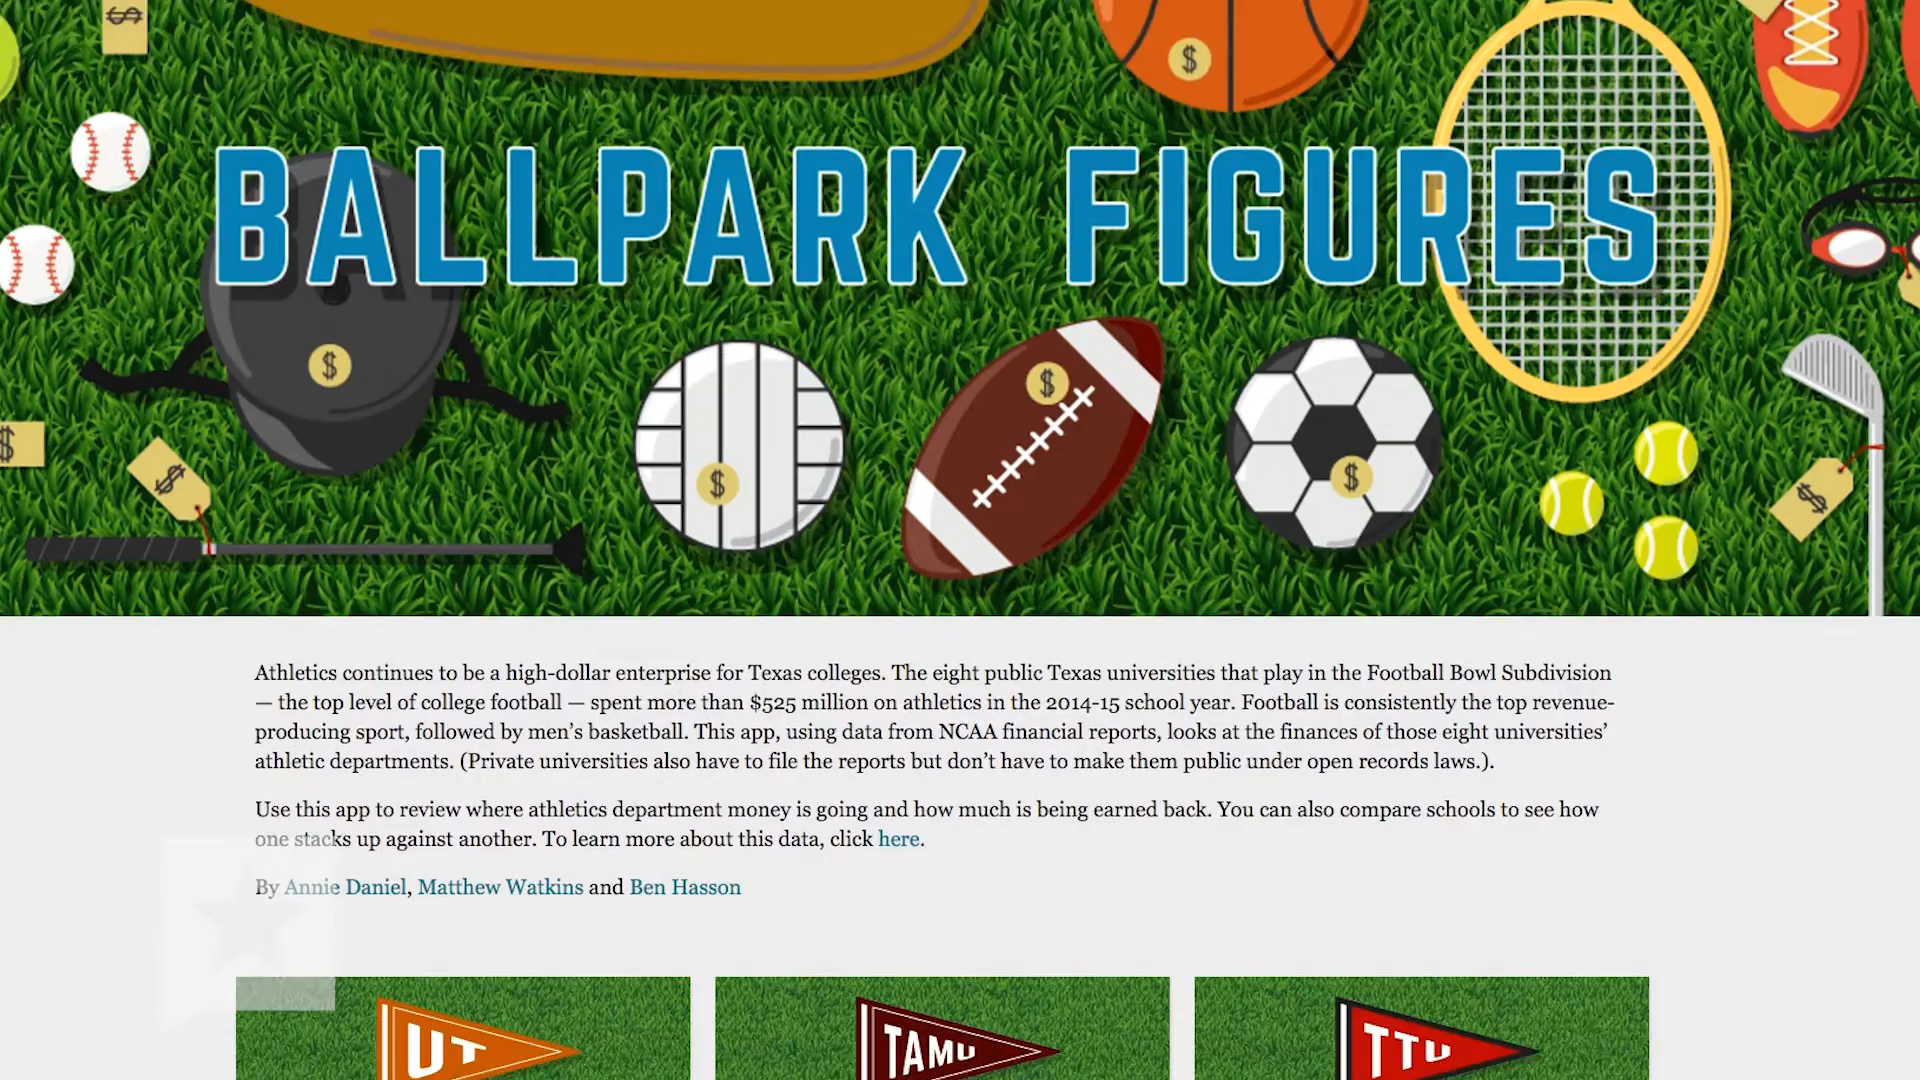 $
$
BALLPARK FIGURES
$
$
$
$
$
$
$
Athletics continues to be a high-dollar enterprise for Texas colleges. The eight public Texas universities that play in the Football Bowl Subdivision
— the top level of college football — spent more than $525 million on athletics in the 2014-15 school year. Football is consistently the top revenue-
producing sport, followed by men’s basketball. This app, using data from NCAA financial reports, looks at the finances of those eight universities’
athletic departments. (Private universities also have to file the reports but don’t have to make them public under open records laws.).
Use this app to review where athletics department money is going and how much is being earned back. You can also compare schools to see how
one stacks up against another. To learn more about this data, click here.
By Annie Daniel, Matthew Watkins and Ben Hasson
UT
TAMU
TTU